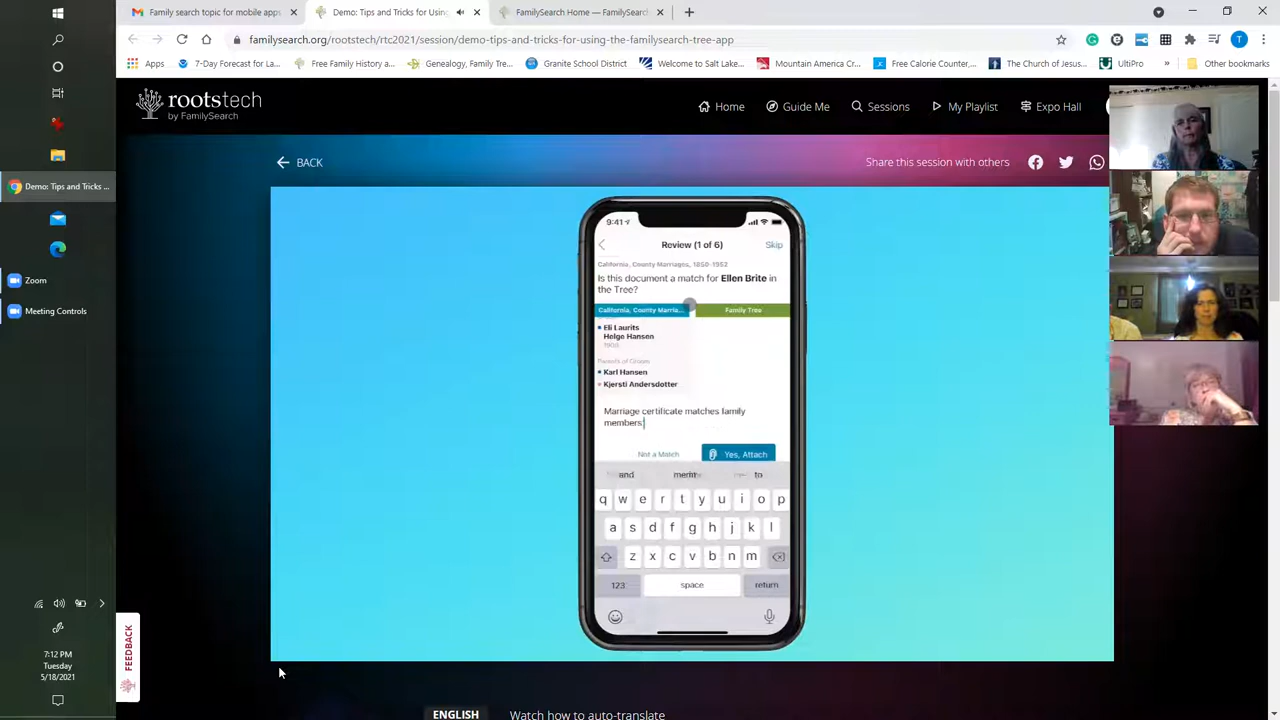 Family search topic for mobile apps
Demo: Tips and Tricks for Using
FamilySearch Home — FamilySearch
familysearch.org/rootstech/rtc2021/session/demo-tips-and-tricks-for-using-the-familysearch-tree-app
T
Apps
7-Day Forecast for La...
Free Family History a...
Genealogy, Family Tre...
Granite School District
Welcome to Salt Lake...
Mountain America Cr...
Free Calorie Counter,...
The Church of Jesus...
UltiPro
»
Other bookmarks
rootstech
by FamilySearch
Home
Guide Me
Sessions
My Playlist
Expo Hall
BACK
Share this session with others
9:41
Review (1 of 6)
Skip
California, County Marriages, 1850-1952
Is this document a match for Ellen Brite in
the Tree?
California, County Marria...
Family Tree
Eli Laurits
Helge Hansen
Parents of Groom
Karl Hansen
Kjersti Andersdotter
Marriage certificate matches family
members
Not a Match
Yes, Attach
and
to
q w e r t y u i o p
a s d f g h j k l
z x c v b n m
123
space
return
Demo: Tips and Tricks ...
Zoom
Meeting Controls
7:12 PM
Tuesday
5/18/2021
FEEDBACK
ENGLISH
Watch how to auto-translate